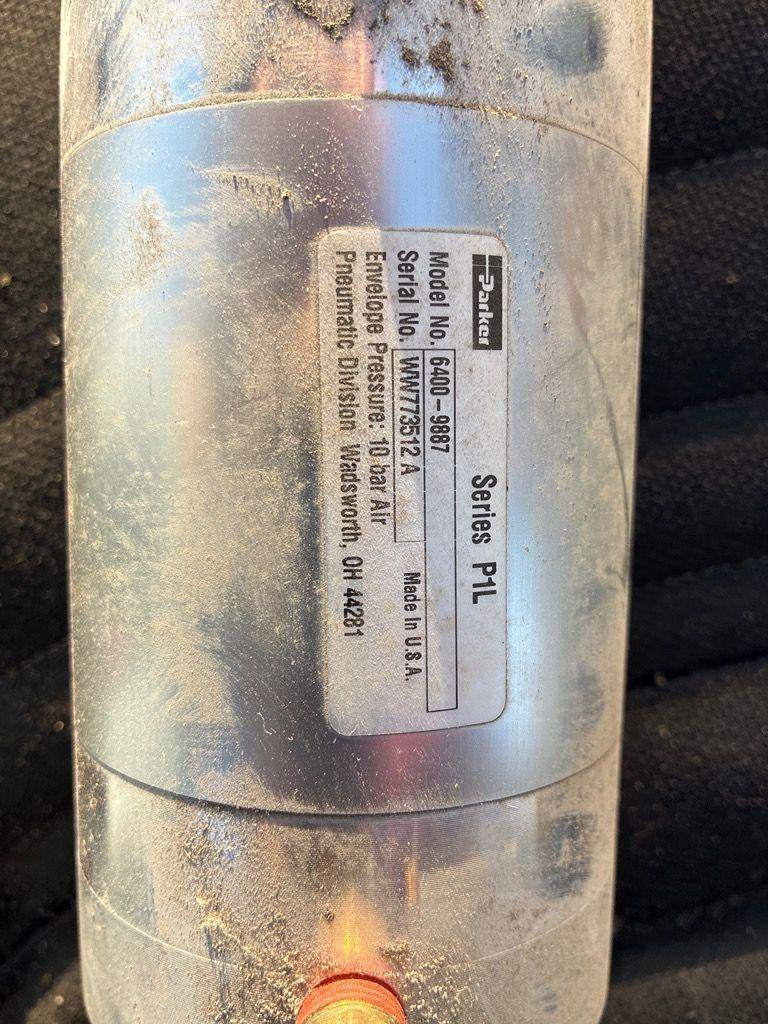 Parker
Series P1L
Model No. 6400-9887
Serial No. WW773512 A Made In U.S.A.
Envelope Pressure: 10 bar Air
Pneumatic Division Wadsworth, OH 44281